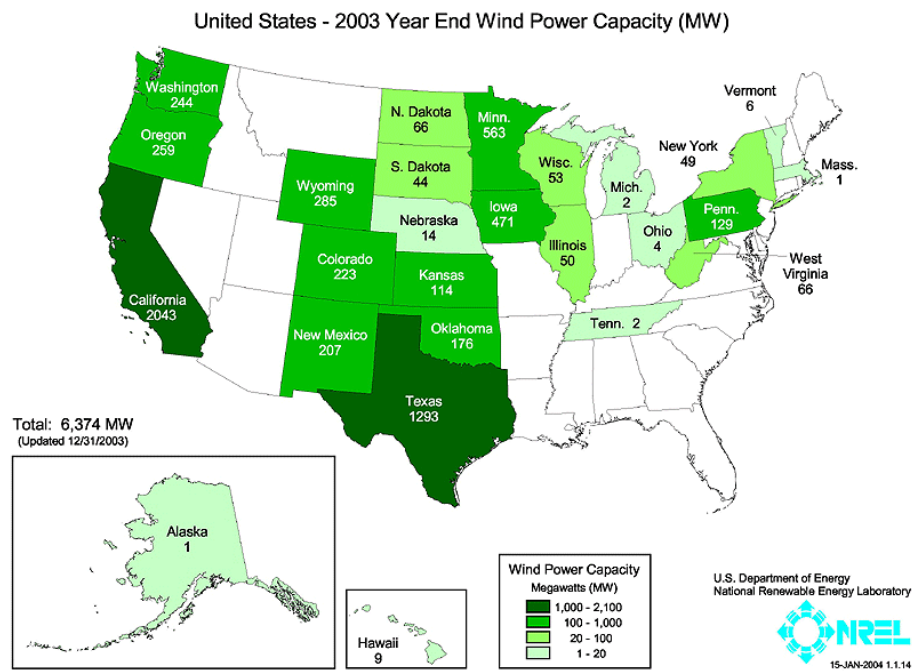 United States - 2003 Year End Wind Power Capacity (MW)
Washington
244
Oregon
259
California
2043
Wyoming
285
Colorado
223
New Mexico
207
N. Dakota
66
S. Dakota
44
Nebraska
14
Kansas
114
Oklahoma
176
Texas
1293
Minn.
563
Iowa
471
Wisc.
53
Illinois
50
Mich.
2
Ohio
4
Tenn. 2
Vermont
6
New York
49
Mass.
1
Penn.
129
West
Virginia
66
Total: 6,374 MW
(Updated 12/31/2003)
Alaska
1
Hawaii
9
Wind Power Capacity
Megawatts (MW)
1,000 - 2,100
100 - 1,000
20 - 100
1 - 20
U.S. Department of Energy
National Renewable Energy Laboratory
NREL
15-JAN-2004 1.1.14